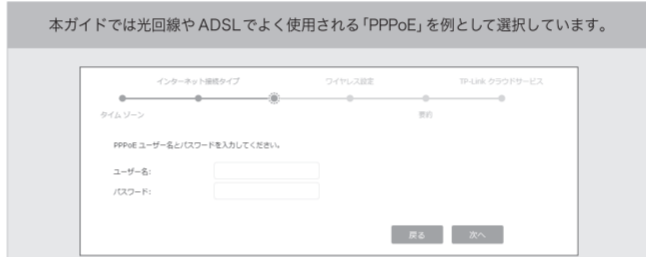 本ガイドでは光回線やADSLでよく使用される「PPPoE」を例として選択しています。
インターネット接続タイプ
ワイヤレス設定
TP-Link クラウドサービス
タイム ゾーン
要約
PPPoE ユーザー名とパスワードを入力してください。
ユーザー名:
パスワード:
戻る
次へ